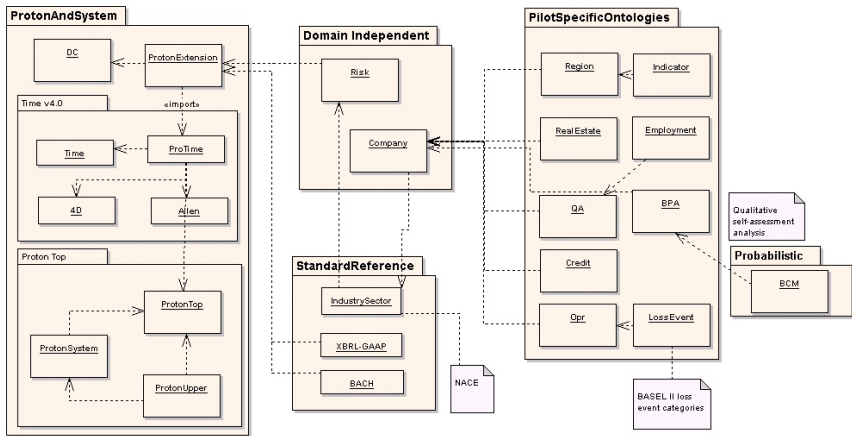 ProtonAndSystem
DC
ProtonExtension
«import»
Time v4.0
Time
ProTime
4D
Allen
Proton Top
ProtonTop
ProtonSystem
ProtonUpper
Domain Independent
Risk
Company
StandardReference
IndustrySector
XBRL-GAAP
BACH
NACE
PilotSpecificOntologies
Region
Indicator
RealEstate
Employment
QA
BPA
Credit
Opr
LossEvent
BASEL II loss
event categories
Qualitative
self-assessment
analysis
Probabilistic
BCM